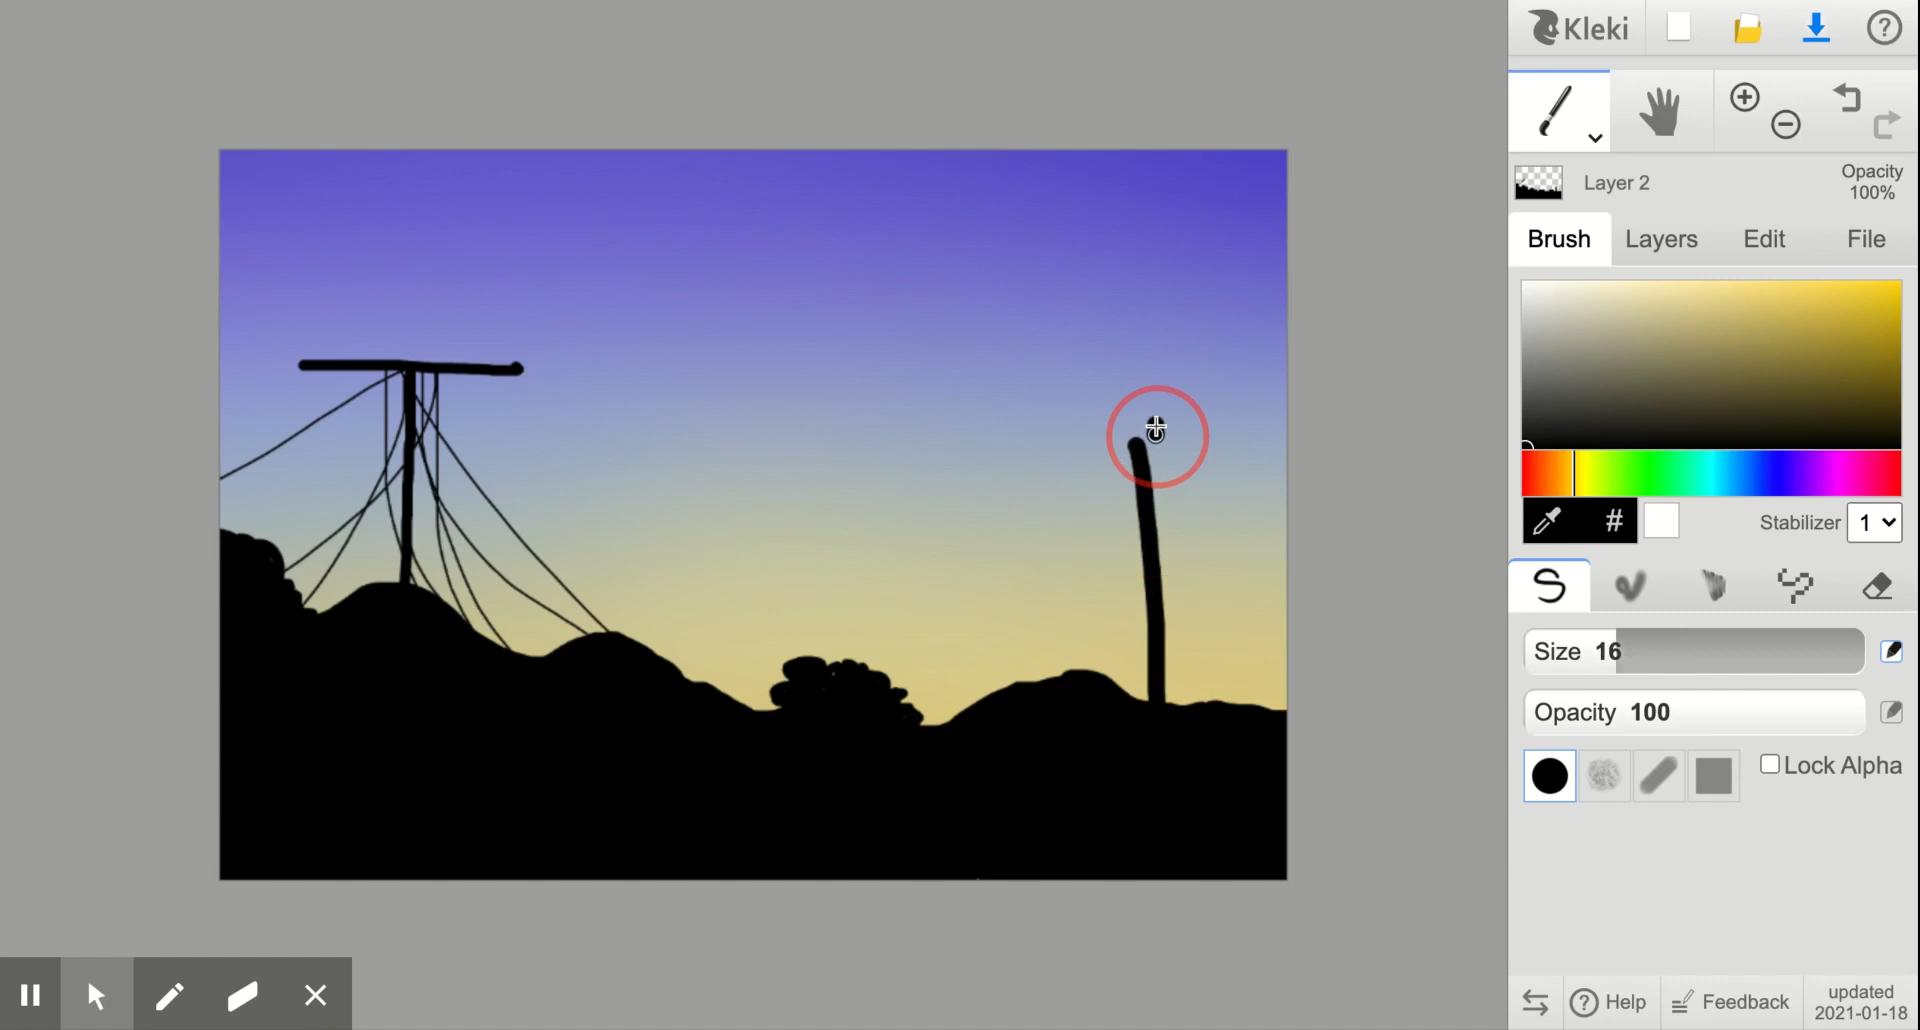 Kleki
Layer 2
Opacity
100%
Brush Layers Edit File
# Stabilizer 1
Size 16
Opacity 100
Lock Alpha
Help Feedback updated
2021-01-18